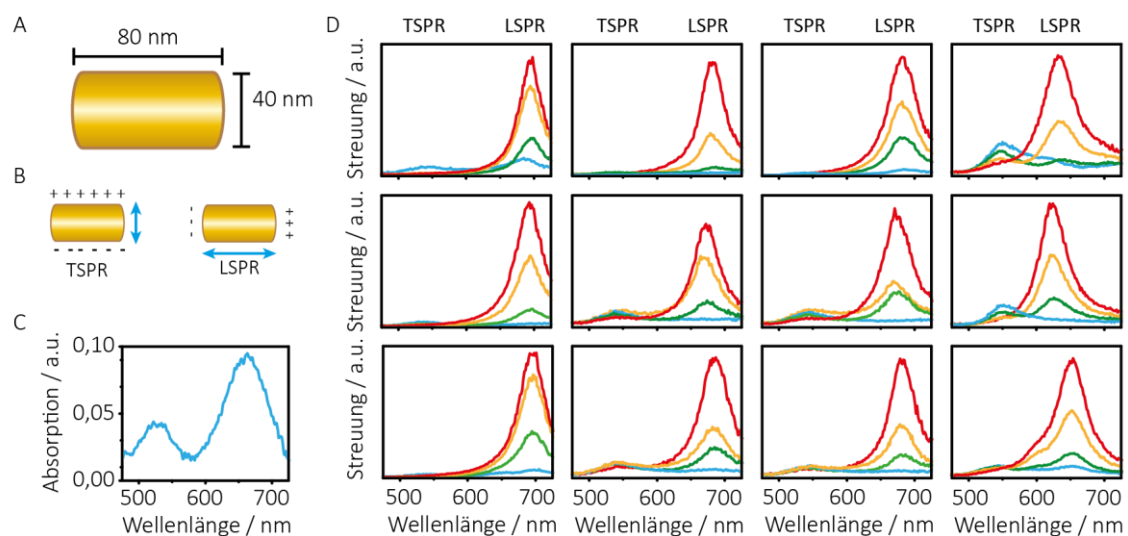 A
80 nm
40 nm
B
+ + + + + +
- - - - - -
TSPR
- - -
+ + +
LSPR
C
0,10
0,05
0,00
Absorption / a.u.
500 600 700
Wellenlänge / nm
D
TSPR LSPR TSPR LSPR TSPR LSPR TSPR LSPR
Streuung / a.u.
Streuung / a.u.
Streuung / a.u.
500 600 700 500 600 700 500 600 700 500 600 700
Wellenlänge / nm Wellenlänge / nm Wellenlänge / nm Wellenlänge / nm